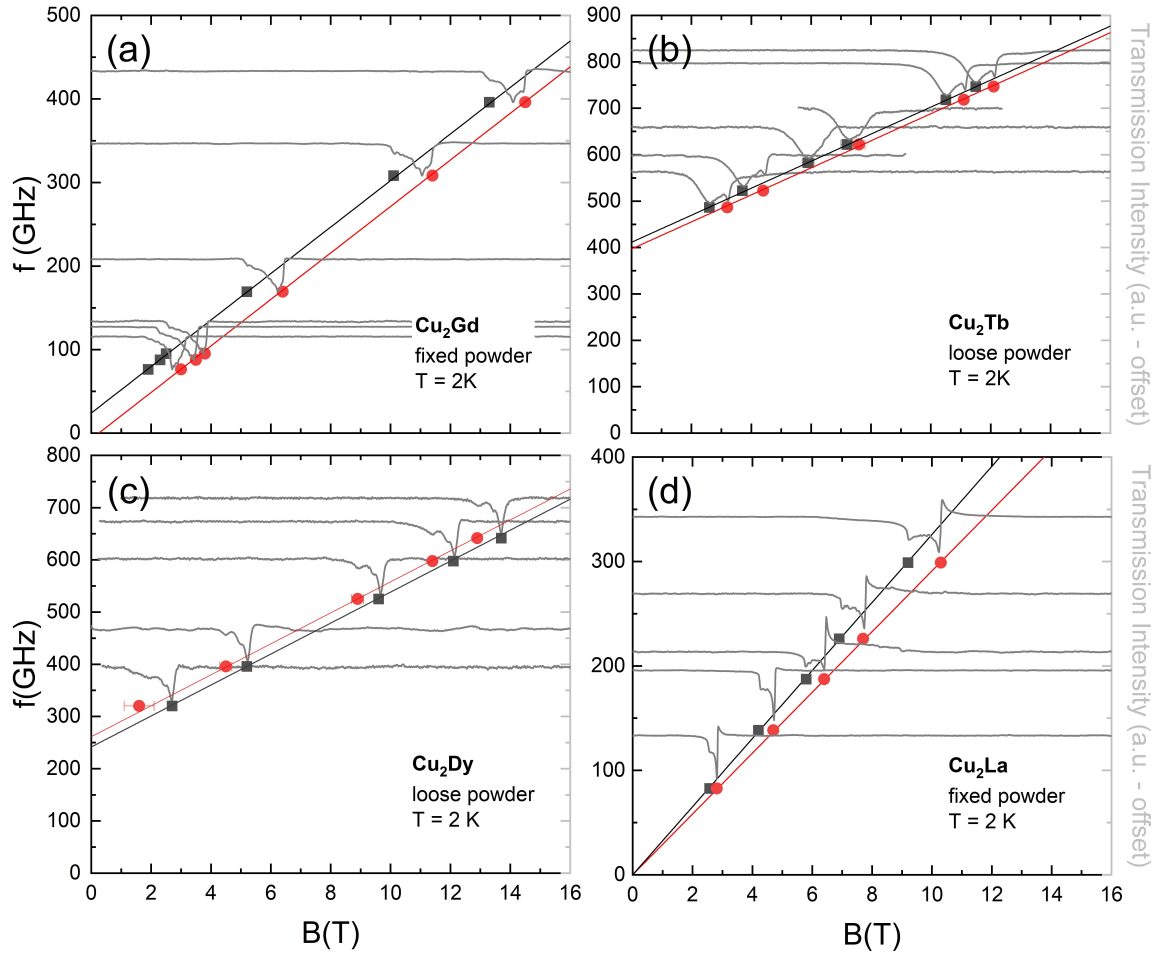 (a)
500
400
300
200
100
0
f (GHz)
Cu₂Gd
fixed powder
T = 2K
(b)
900
800
700
600
500
400
300
200
100
0
Cu₂Tb
loose powder
T = 2K
Transmission Intensity (a.u. - offset)
(c)
800
700
600
500
400
300
200
100
0
f(GHz)
Cu₂Dy
loose powder
T = 2 K
0 2 4 6 8 10 12 14 16
B(T)
(d)
400
300
200
100
0
Cu₂La
fixed powder
T = 2 K
0 2 4 6 8 10 12 14 16
B(T)
Transmission Intensity (a.u. - offset)